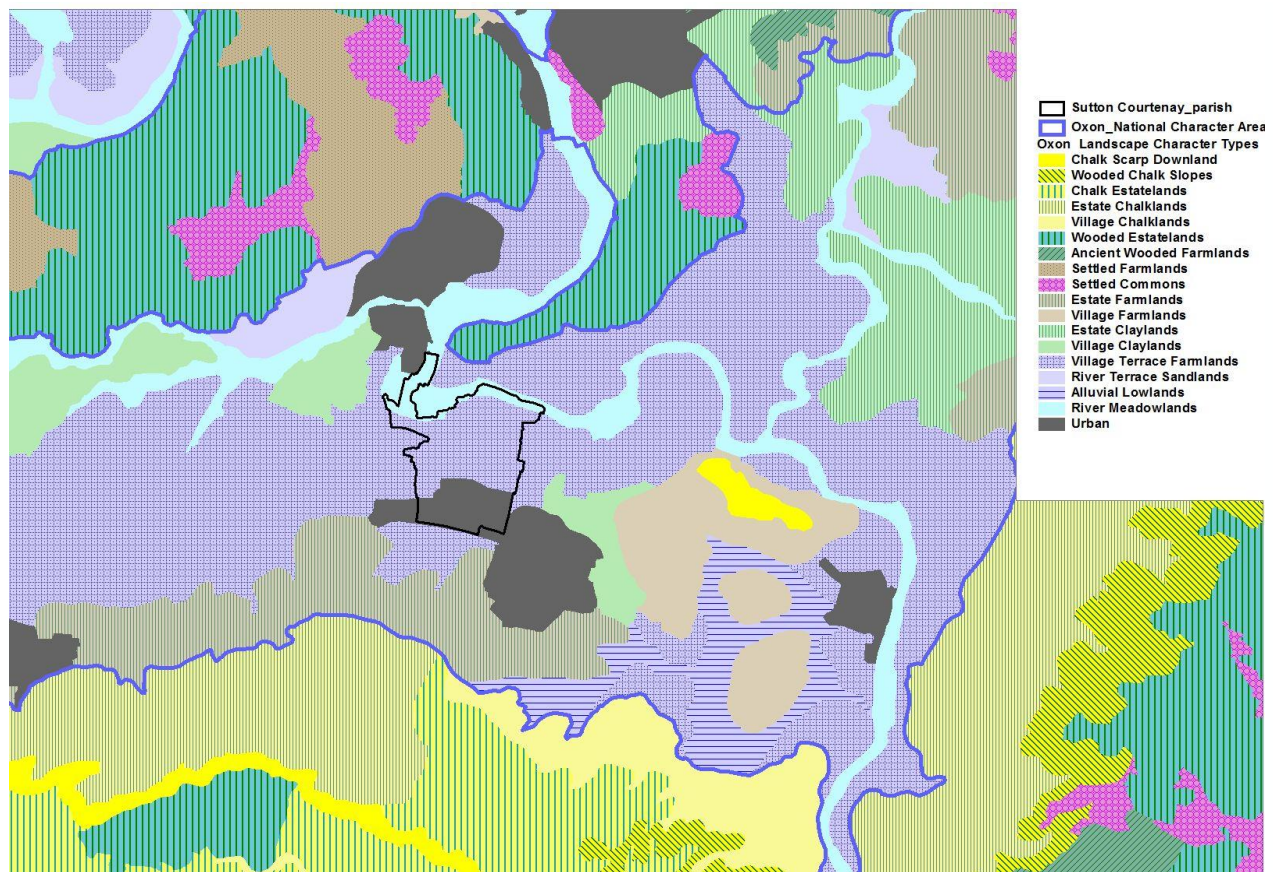 Sutton Courtenay_parish
Oxon_National Character Area
Oxon Landscape Character Types
Chalk Scarp Downland
Wooded Chalk Slopes
Chalk Estatelands
Estate Chalklands
Village Chalklands
Wooded Estatelands
Ancient Wooded Farmlands
Settled Farmlands
Settled Commons
Estate Farmlands
Village Farmlands
Estate Claylands
Village Claylands
Village Terrace Farmlands
River Terrace Sandlands
Alluvial Lowlands
River Meadowlands
Urban